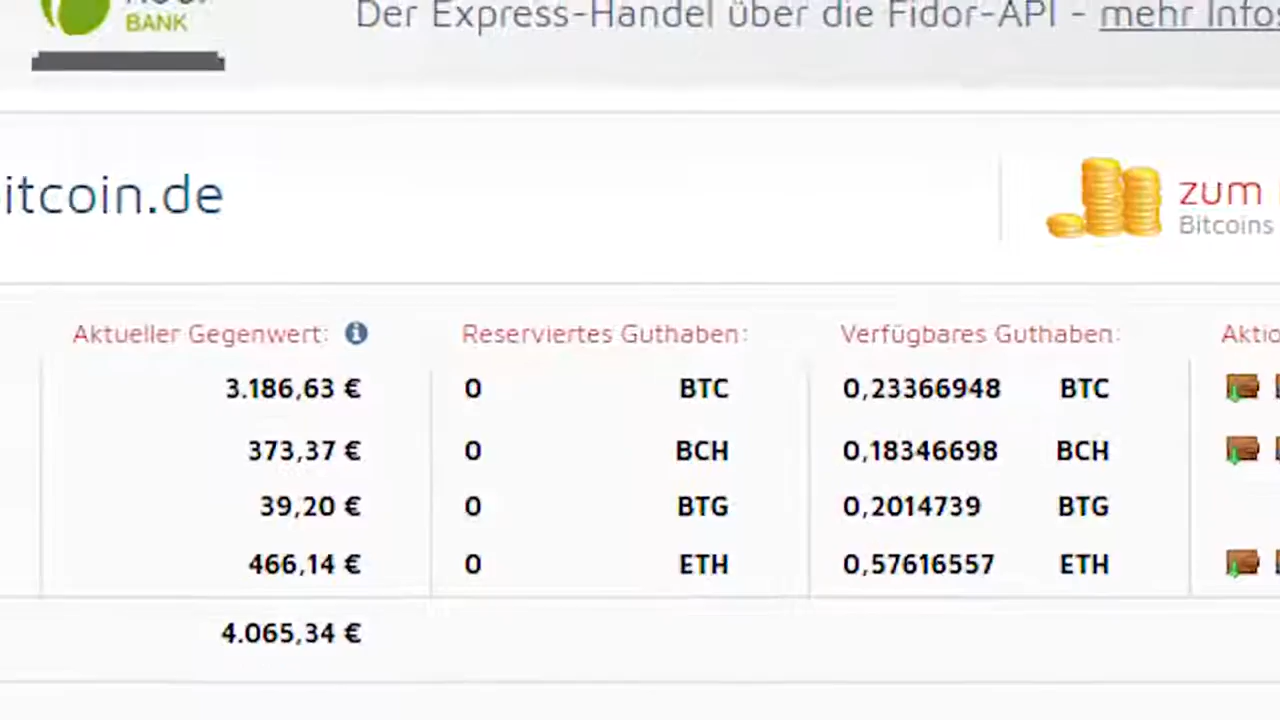 BANK
Der Express-Handel über die Fidor-API - mehr Infos
itcoin.de
zum
Bitcoins
Aktueller Gegenwert: Reserviertes Guthaben: Verfügbares Guthaben:
3.186,63 € 0 BTC 0,23366948 BTC
373,37 € 0 BCH 0,18346698 BCH
39,20 € 0 BTG 0,2014739 BTG
466,14 € 0 ETH 0,57616557 ETH
4.065,34 €